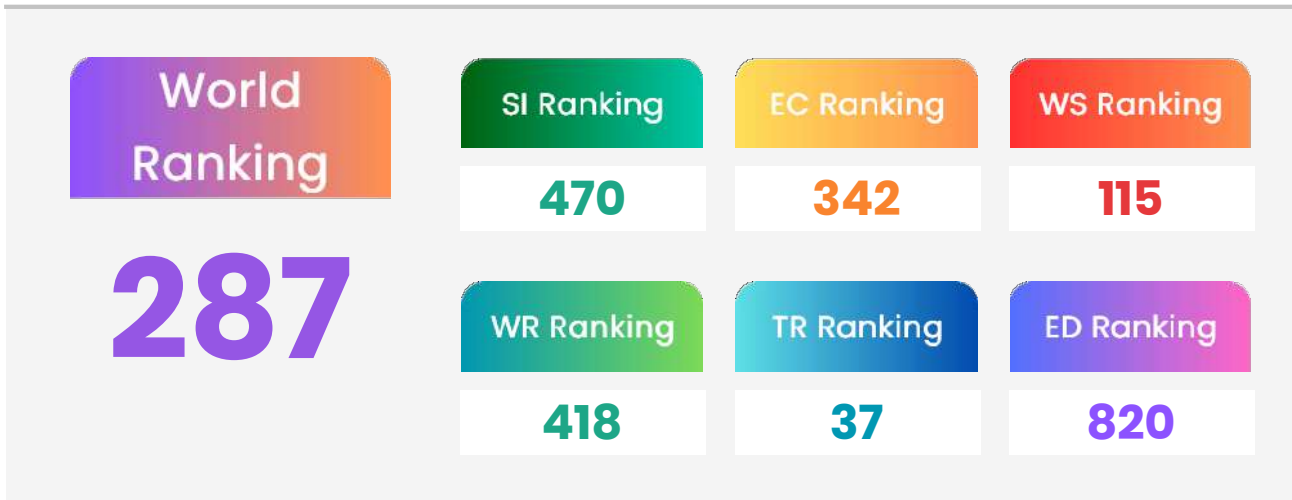 World
Ranking
287
SI Ranking
EC Ranking
WS Ranking
470
342
115
WR Ranking
TR Ranking
ED Ranking
418
37
820